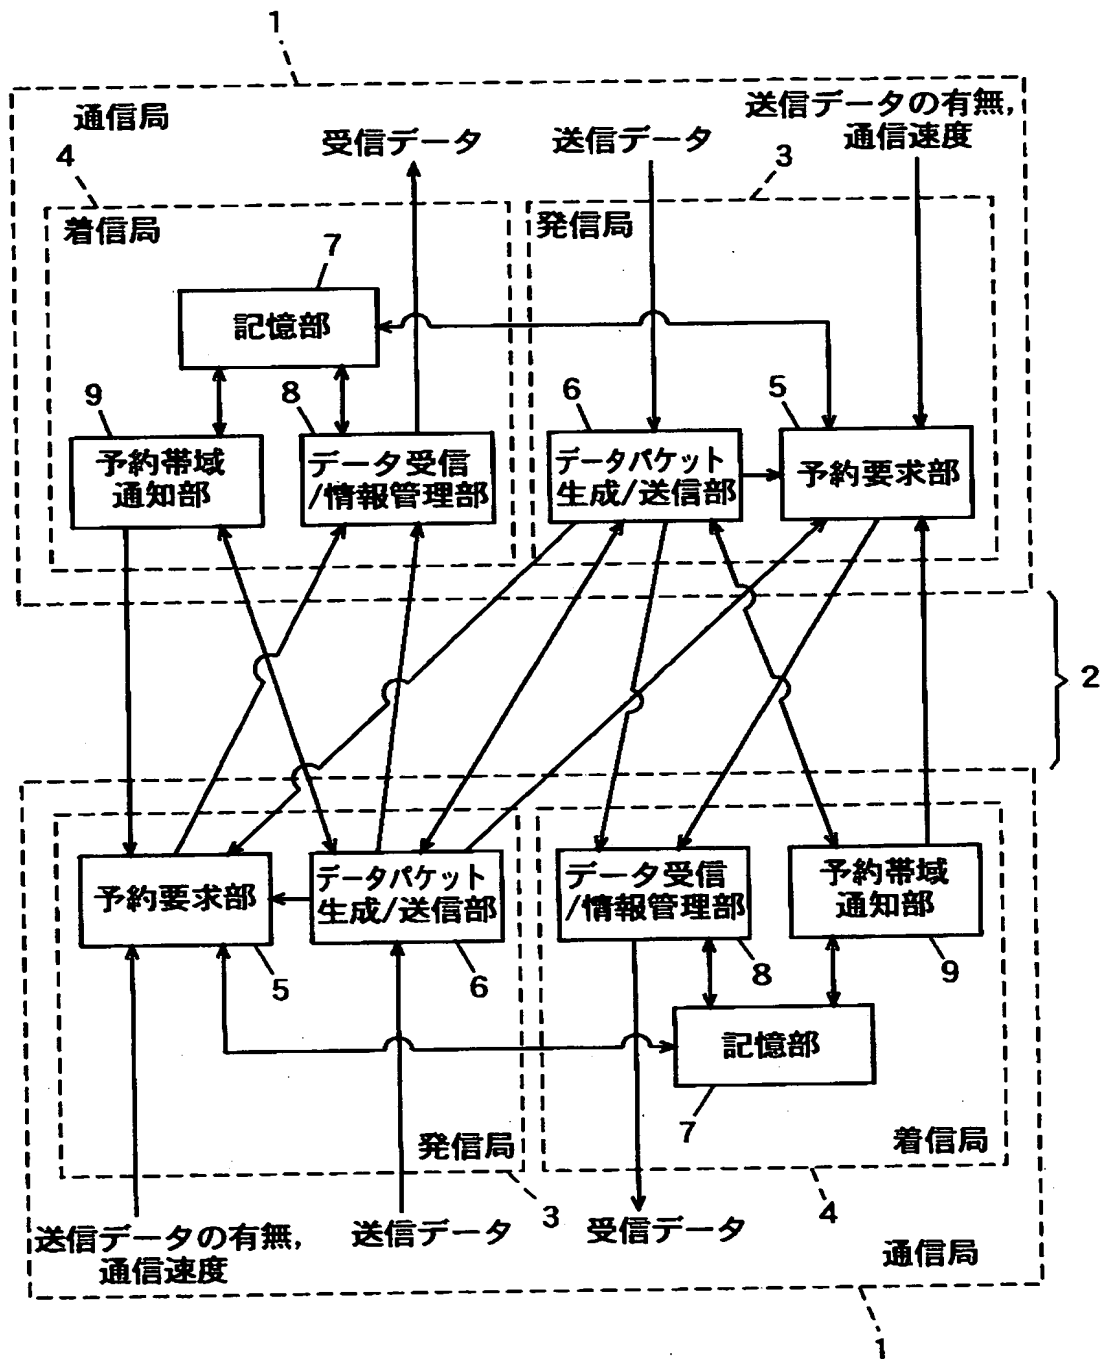 1
通信局
送信データの有無,
通信速度
受信データ
送信データ
4
3
着信局
発信局
7
記憶部
9
8
6
5
予約帯域
通知部
データ受信
/情報管理部
データパケット
生成/送信部
予約要求部
2
予約要求部
データパケット
生成/送信部
データ受信
/情報管理部
予約帯域
通知部
5
6
8
9
記憶部
7
発信局
着信局
3
4
送信データの有無,
通信速度
送信データ
受信データ
通信局
1